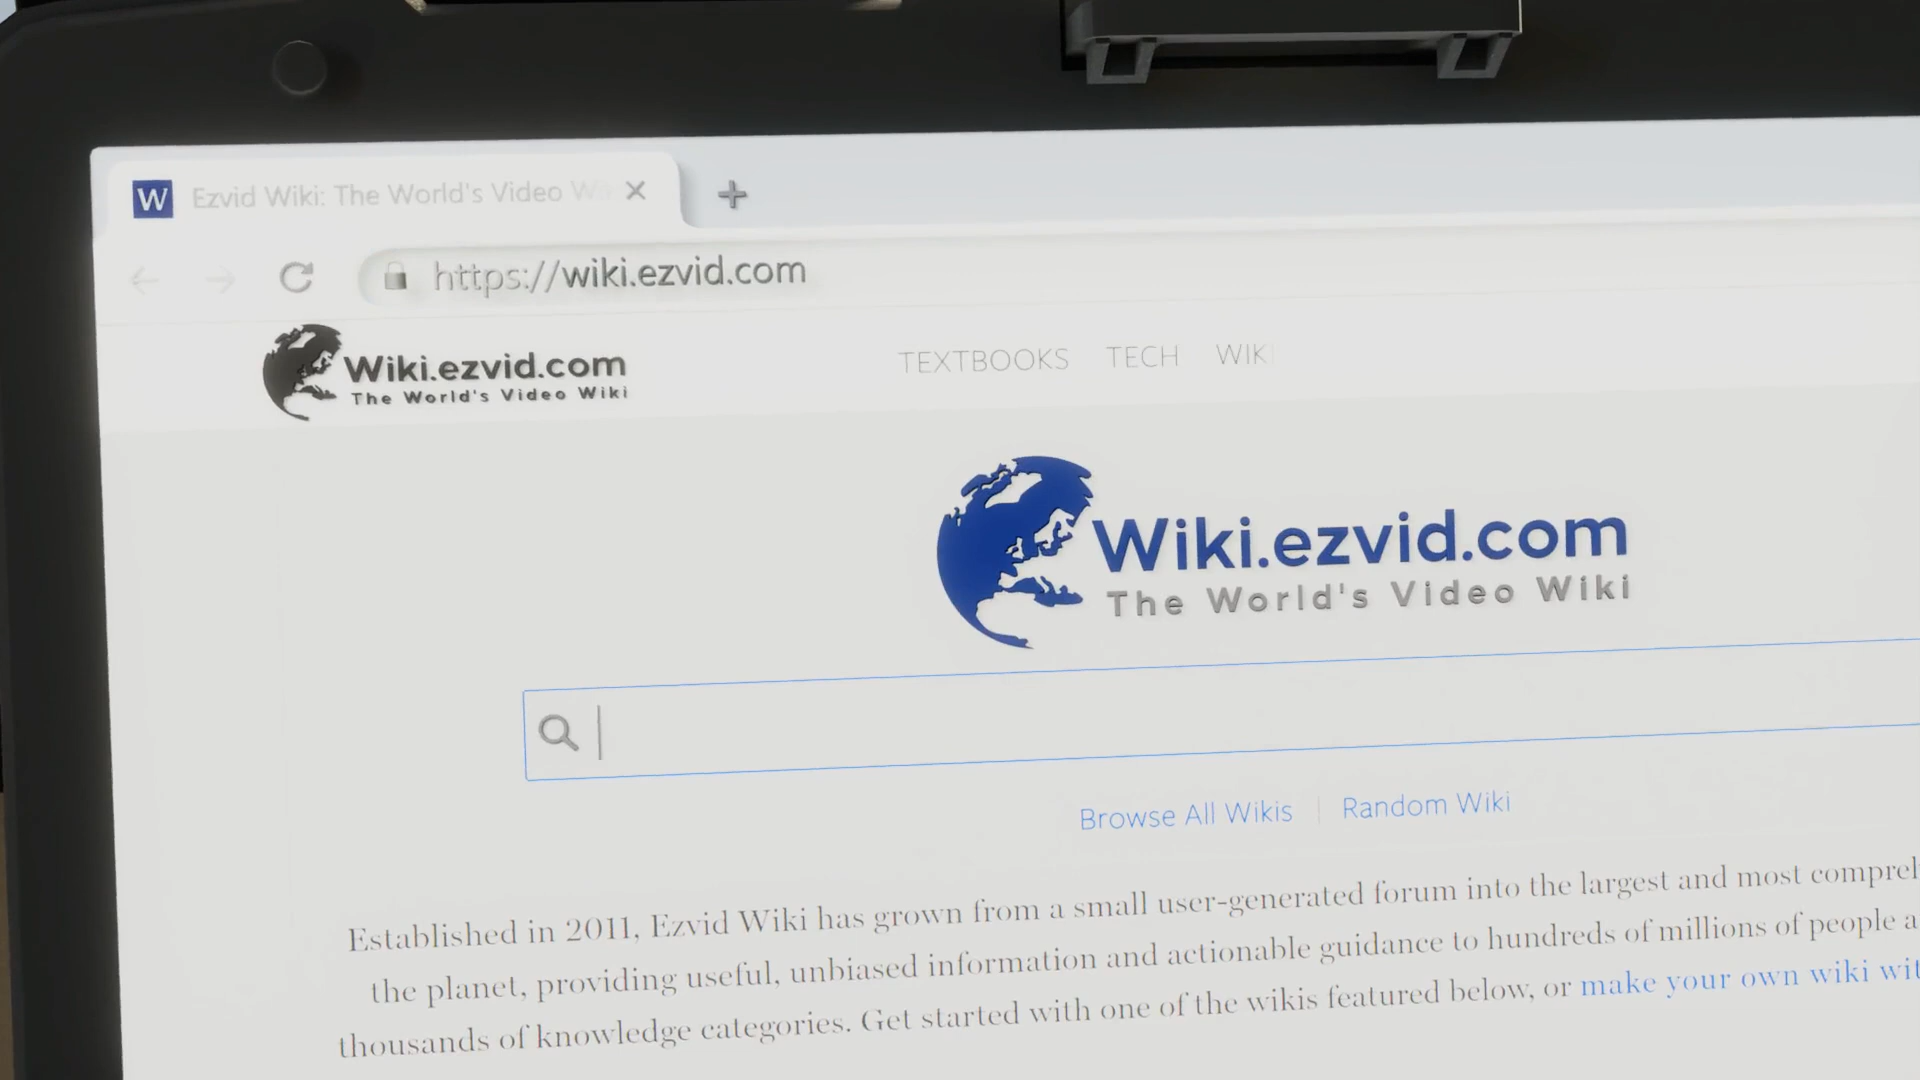 W Ezvid Wiki: The World's Video
https://wiki.ezvid.com
Wiki.ezvid.com
The World's Video Wiki
TEXTBOOKS TECH WIK
Wiki.ezvid.com
The World's Video Wiki
Browse All Wikis | Random Wiki
Established in 2011, Ezvid Wiki has grown from a small user-generated forum into the largest and most
the planet, providing useful, unbiased information and actionable guidance to hundreds of millions of people
thousands of knowledge categories. Get started with one of the wikis featured below, or make your own wiki